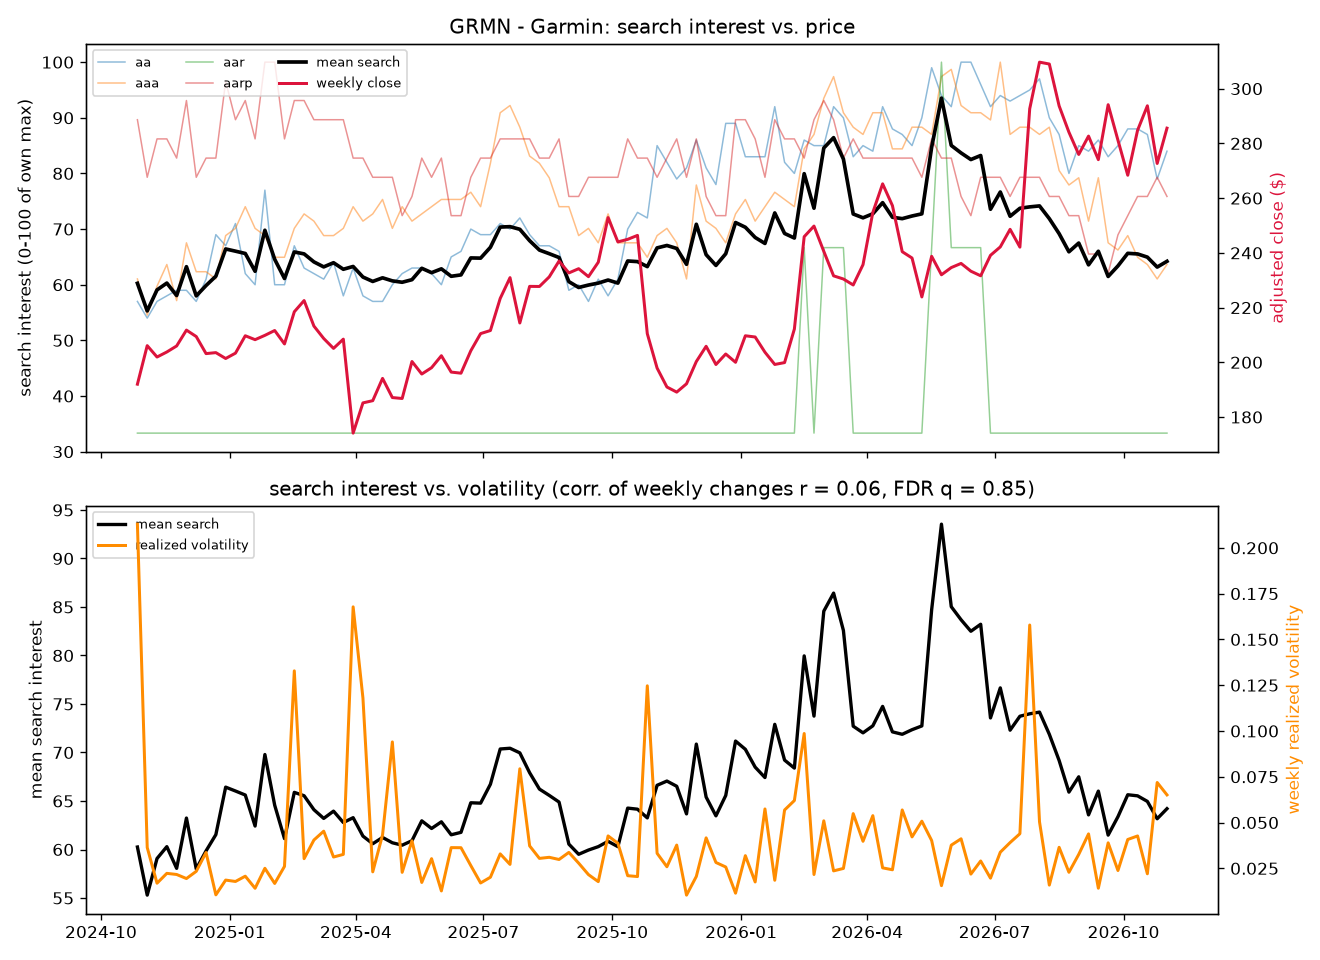 GRMN - Garmin: search interest vs. price
aa
aaa
aar
aarp
mean search
weekly close
100
90
80
70
60
50
40
30
search interest (0-100 of own max)
300
280
260
240
220
200
180
adjusted close ($)
search interest vs. volatility (corr. of weekly changes r = 0.06, FDR q = 0.85)
mean search
realized volatility
95
90
85
80
75
70
65
60
55
mean search interest
0.200
0.175
0.150
0.125
0.100
0.075
0.050
0.025
weekly realized volatility
2024-10
2025-01
2025-04
2025-07
2025-10
2026-01
2026-04
2026-07
2026-10